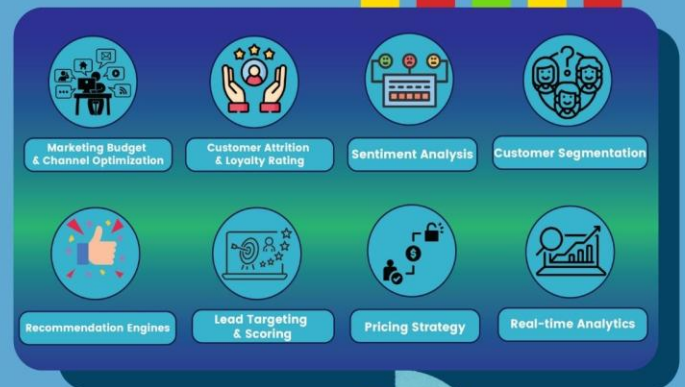 Marketing Budget
& Channel Optimization
Customer Attrition
& Loyalty Rating
Sentiment Analysis
Customer Segmentation
Recommendation Engines
Lead Targeting
& Scoring
Pricing Strategy
Real-time Analytics